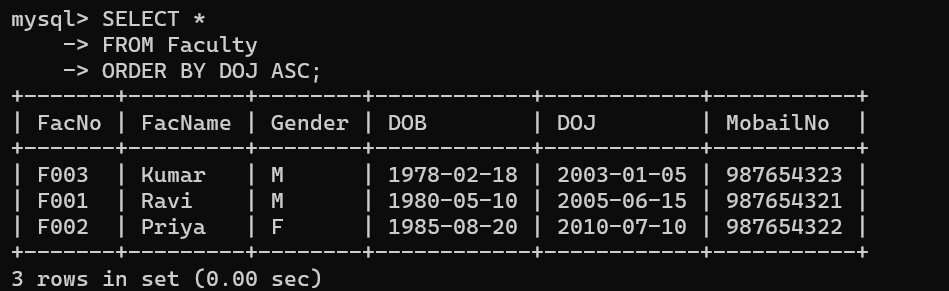 mysql> SELECT *
    -> FROM Faculty
    -> ORDER BY DOJ ASC;
+-------+---------+--------+------------+------------+-----------+
| FacNo | FacName | Gender | DOB        | DOJ        | MobailNo  |
+-------+---------+--------+------------+------------+-----------+
| F003  | Kumar   | M      | 1978-02-18 | 2003-01-05 | 987654323 |
| F001  | Ravi    | M      | 1980-05-10 | 2005-06-15 | 987654321 |
| F002  | Priya   | F      | 1985-08-20 | 2010-07-10 | 987654322 |
+-------+---------+--------+------------+------------+-----------+
3 rows in set (0.00 sec)